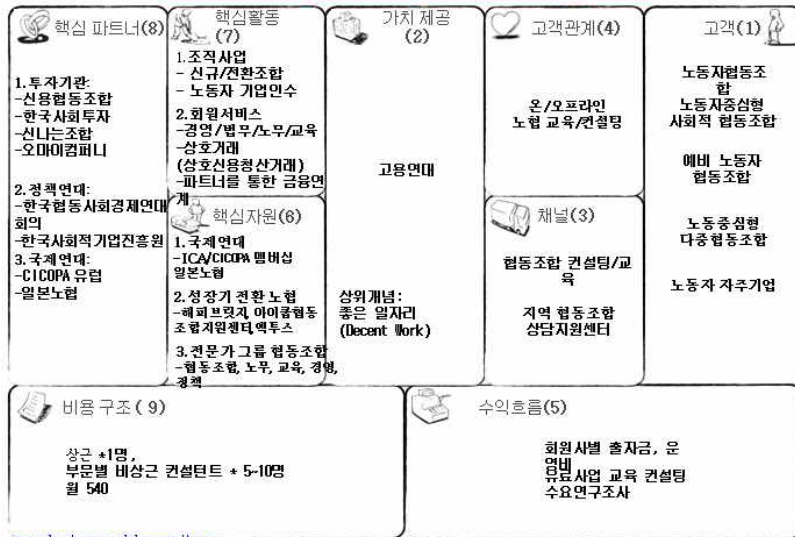 핵심 파트너(8)
1.투자기관:
-신용협동조합
-한국사회투자
-신나는조합
-오마이컴퍼니
2.정책연대:
-한국협동사회경제연대
회의
-한국사회적기업진흥원
3.국제연대:
-CICOPA 유럽
-일본노협
핵심활동
(7)
1.조직사업
- 신규/전환조합
- 노동자 기업인수
2.회원서비스
-경영/법무/노무/교육
-상호거래
(상호신용청산거래)
-파트너를 통한 금융연
계
핵심자원(6)
1.국제연대
-ICA/CICOPA 멤버십
일본노협
2.성장기 전환 노협
-해피브릿지, 아이쿱협동
조합지원센터,엑투스
3.전문가그룹 협동조합
-협동조합, 노무, 교육, 경영,
정책
가치 제공
(2)
고용연대
상위개념:
좋은 일자리
(Decent Work)
고객관계(4)
온/오프라인
노협 교육/컨설팅
채널(3)
협동조합 컨설팅/교
육
지역 협동조합
상담지원센터
고객(1)
노동자협동조
합
노동자중심형
사회적 협동조합
예비 노동자
협동조합
노동중심형
다중협동조합
노동자 자주기업
비용 구조 ( 9)
상근 *1명,
부문별 비상근 컨설턴트 * 5~10명
월 540
수익흐름(5)
회원사별 출자금, 운
영비
유료사업 교육 컨설팅
수요연구조사